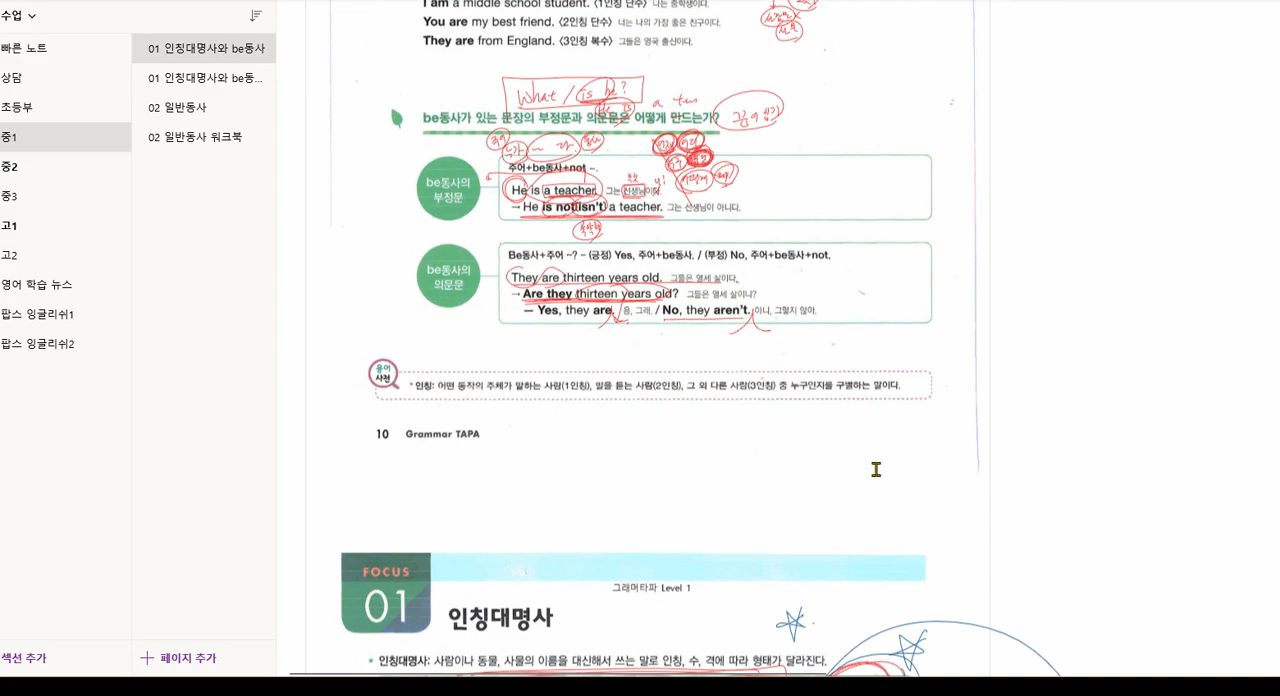 수업
빠른 노트
상담
초등부
중1
중2
중3
고1
고2
영어 학습 뉴스
팝스 잉글리쉬1
팝스 잉글리쉬2
섹션 추가
01 인칭대명사와 be동사
01 인칭대명사와 be동...
02 일반동사
02 일반동사 워크북
페이지 추가
I am a middle school student. <1인칭 단수> 나는 중학생이다.
You are my best friend. <2인칭 단수> 너는 나의 가장 좋은 친구이다.
They are from England. <3인칭 복수> 그들은 영국 출신이다.
What / is he?
be동사가 있는 문장의 부정문과 의문문은 어떻게 만드는가?
be동사의
부정문
주어+be동사+not ~.
He is a teacher. 그는 선생님이다.
→ He is not(isn't) a teacher. 그는 선생님이 아니다.
be동사의
의문문
Be동사+주어 ~? – (긍정) Yes, 주어+be동사. / (부정) No, 주어+be동사+not.
They are thirteen years old. 그들은 열세 살이다.
→ Are they thirteen years old? 그들은 열세 살이니?
— Yes, they are. 응, 그래. / No, they aren't. 아니, 그렇지 않아.
용어
사전
* 인칭: 어떤 동작의 주체가 말하는 사람(1인칭), 말을 듣는 사람(2인칭), 그 외 다른 사람(3인칭) 중 누구인지를 구별하는 말이다.
10 Grammar TAPA
FOCUS
01
그래머타파 Level 1
인칭대명사
인칭대명사: 사람이나 동물, 사물의 이름을 대신해서 쓰는 말로 인칭, 수, 격에 따라 형태가 달라진다.